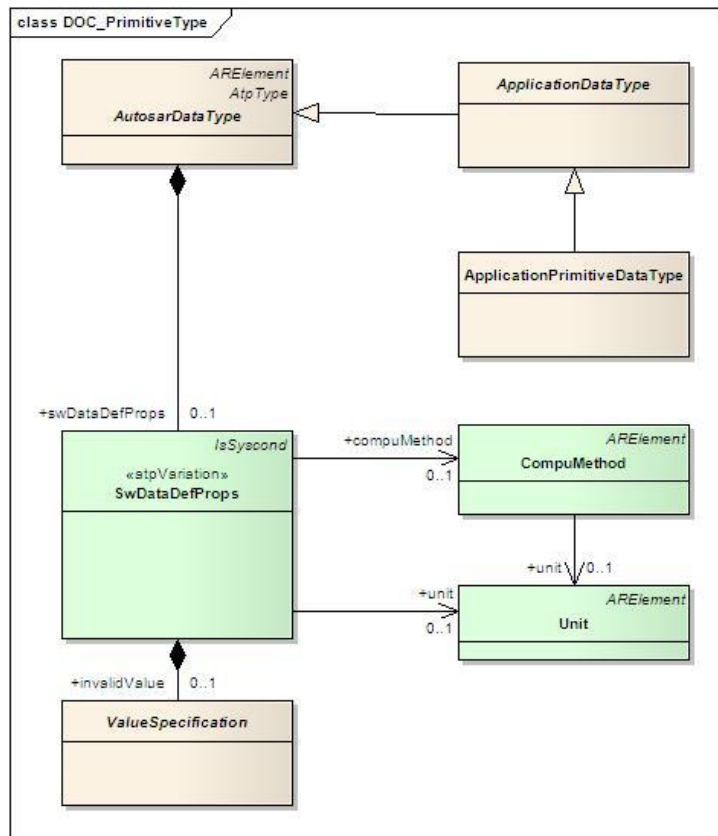 class DOC_PrimitiveType
ARElement
AtpType
AutosarDataType
ApplicationDataType
ApplicationPrimitiveDataType
+swDataDefProps 0..1
IsSyscond
«atpVariation»
SwDataDefProps
+compuMethod
0..1
ARElement
CompuMethod
+unit 0..1
+unit
0..1
ARElement
Unit
+invalidValue 0..1
ValueSpecification